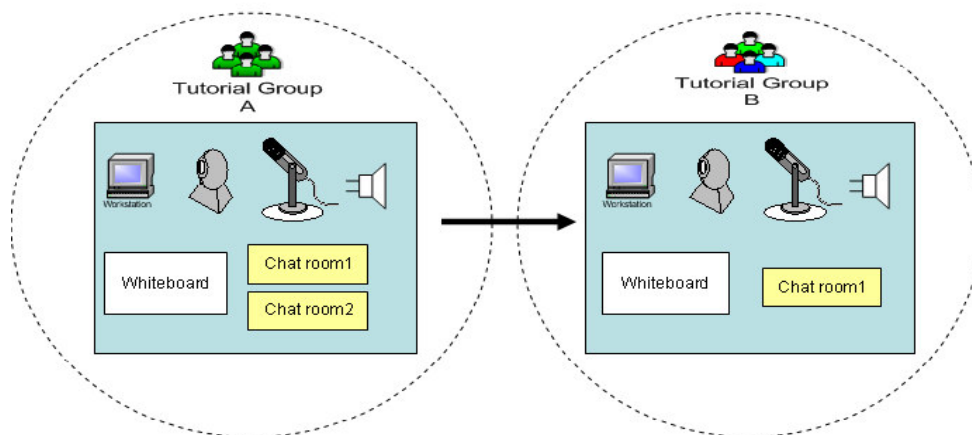 Tutorial Group
A
Workstation
Whiteboard
Chat room1
Chat room2
Tutorial Group
B
Workstation
Whiteboard
Chat room1